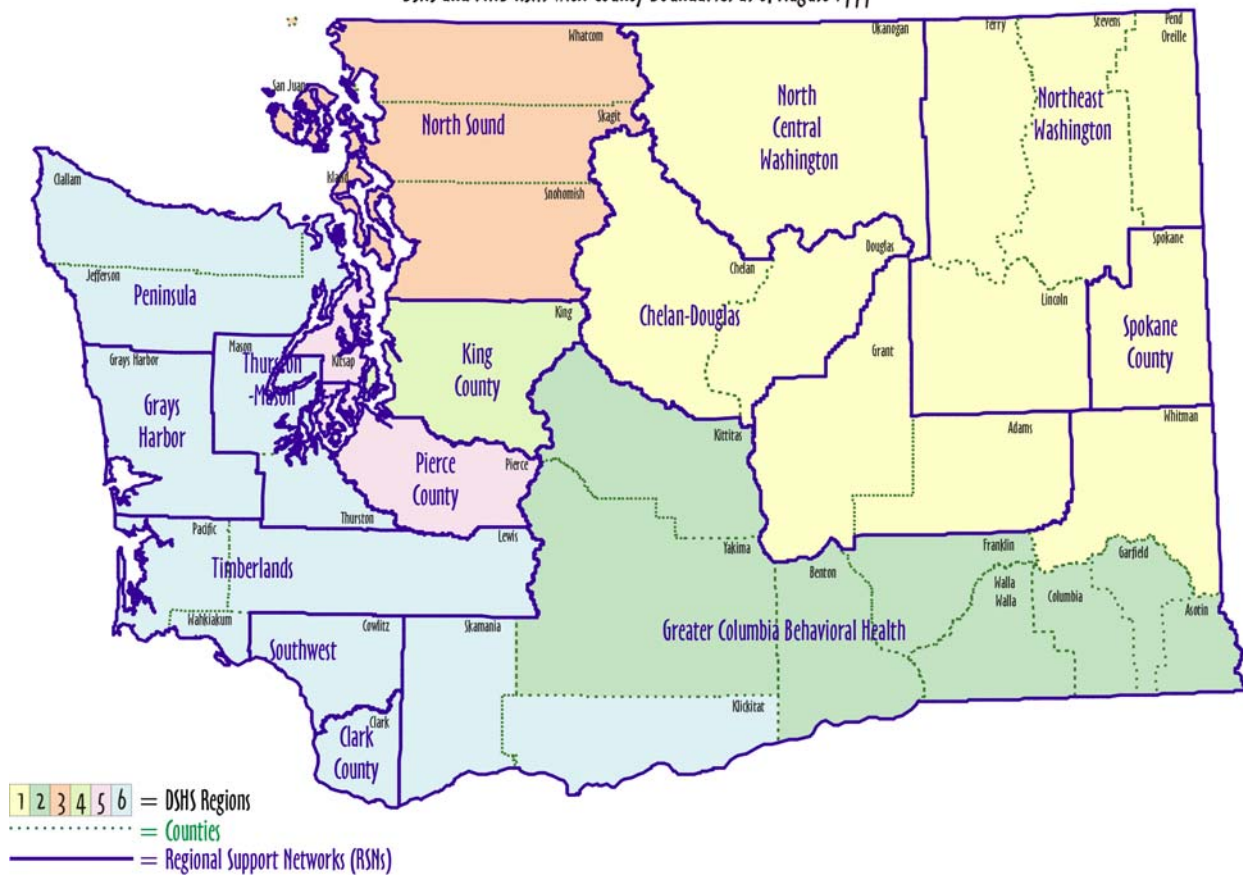 Whatcom
Okanogan
Ferry
Stevens
Pend
Oreille
San Juan
North Sound
Skagit
North
Central
Washington
Northeast
Washington
Clallam
Island
Snohomish
Jefferson
Peninsula
Chelan
Douglas
Spokane
Lincoln
King
Chelan-Douglas
Spokane
County
Grays Harbor
Mason
Thurston
-Mason
Kitsap
King
County
Grant
Grays
Harbor
Kittitas
Adams
Whitman
Pierce
County
Pierce
Thurston
Pacific
Lewis
Yakima
Benton
Franklin
Garfield
Timberlands
Walla
Walla
Columbia
Asotin
Wahkiakum
Cowlitz
Skamania
Greater Columbia Behavioral Health
Southwest
Klickitat
Clark
Clark
County
1 2 3 4 5 6 = DSHS Regions
= Counties
= Regional Support Networks (RSNs)